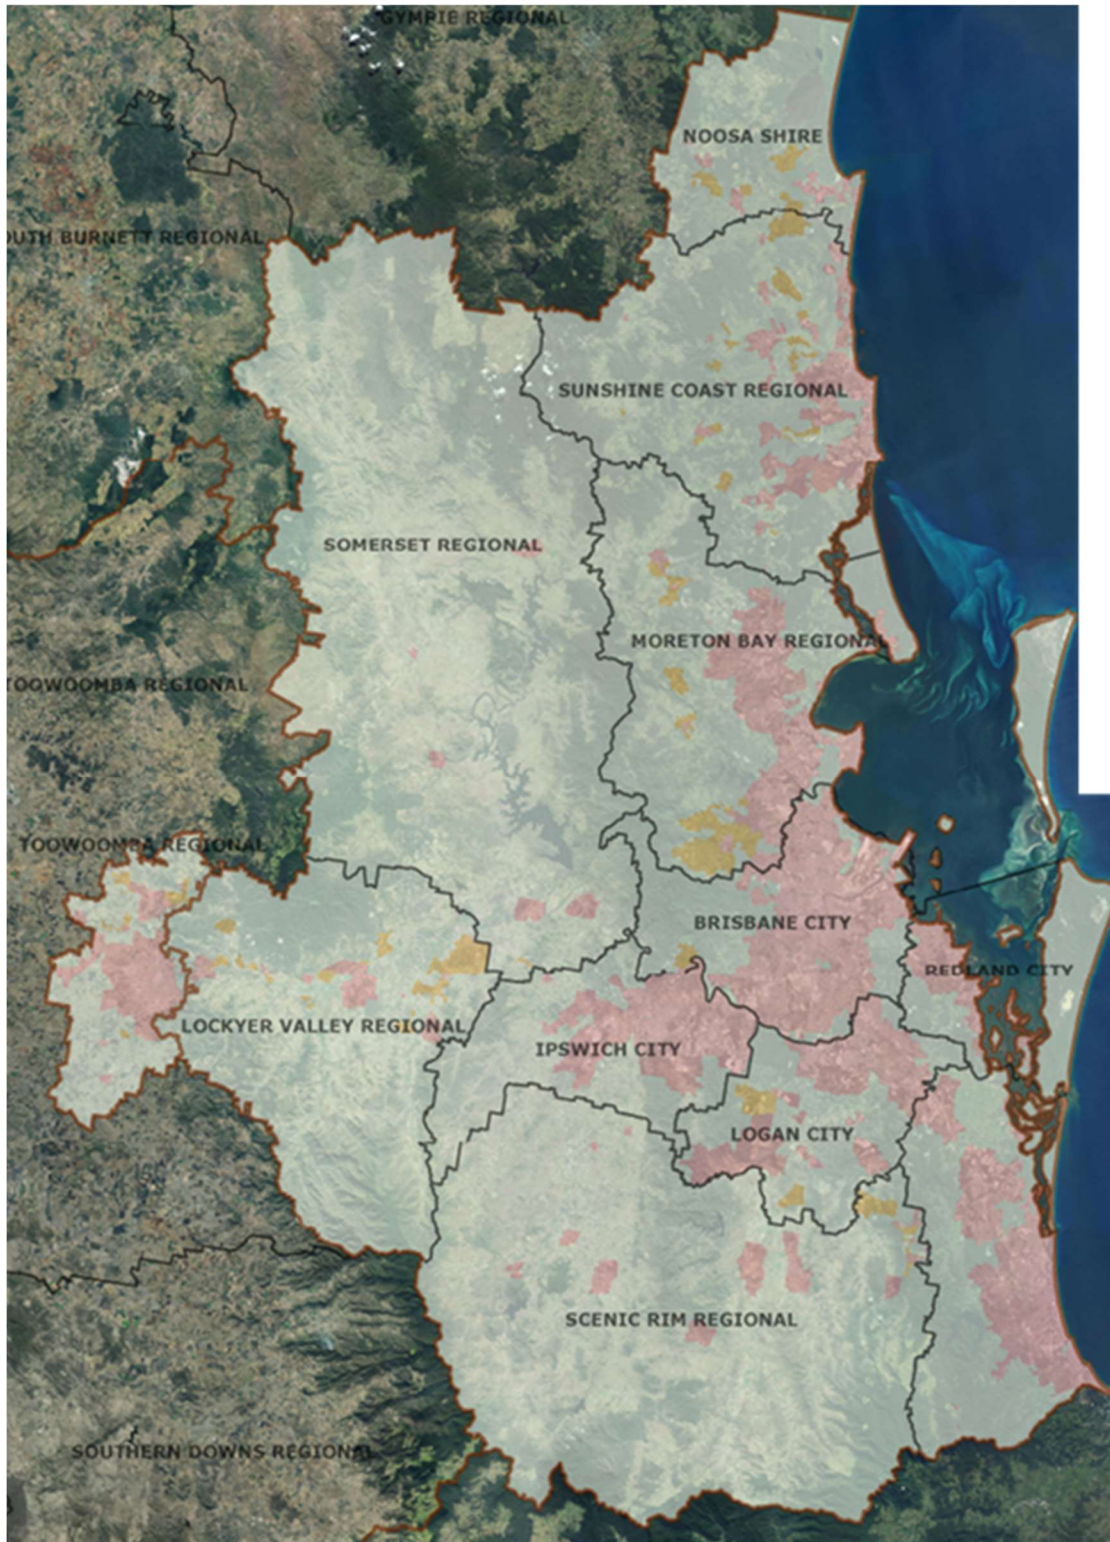 GYMPIE REGIONAL
NOOSA SHIRE
OUTH BURNETT REGIONAL
SUNSHINE COAST REGIONAL
SOMERSET REGIONAL
MORETON BAY REGIONAL
TOOWOOMBA REGIONAL
TOOWOOMBA REGIONAL
BRISBANE CITY
REDLAND CITY
LOCKYER VALLEY REGIONAL
IPSWICH CITY
LOGAN CITY
SCENIC RIM REGIONAL
SOUTHERN DOWNS REGIONAL